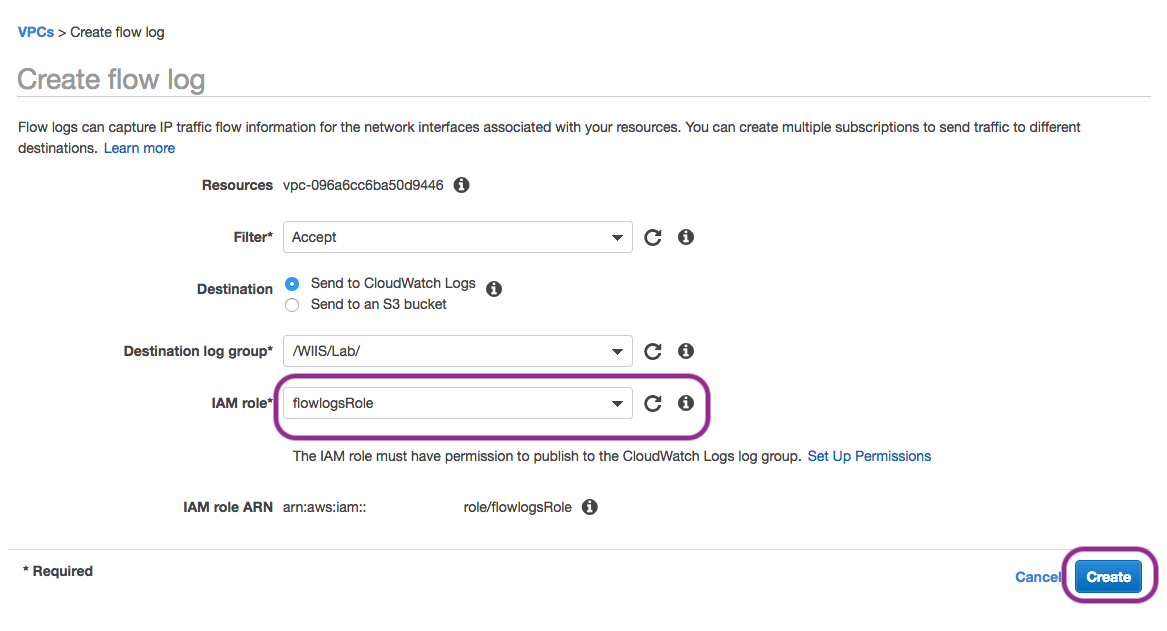 VPCs > Create flow log
Create flow log
Flow logs can capture IP traffic flow information for the network interfaces associated with your resources. You can create multiple subscriptions to send traffic to different
destinations. Learn more
Resources vpc-096a6cc6ba50d9446
Filter* Accept
Destination Send to CloudWatch Logs
Send to an S3 bucket
Destination log group* /WIIS/Lab/
IAM role* flowlogsRole
The IAM role must have permission to publish to the CloudWatch Logs log group. Set Up Permissions
IAM role ARN arn:aws:iam:: role/flowlogsRole
* Required
Cancel Create